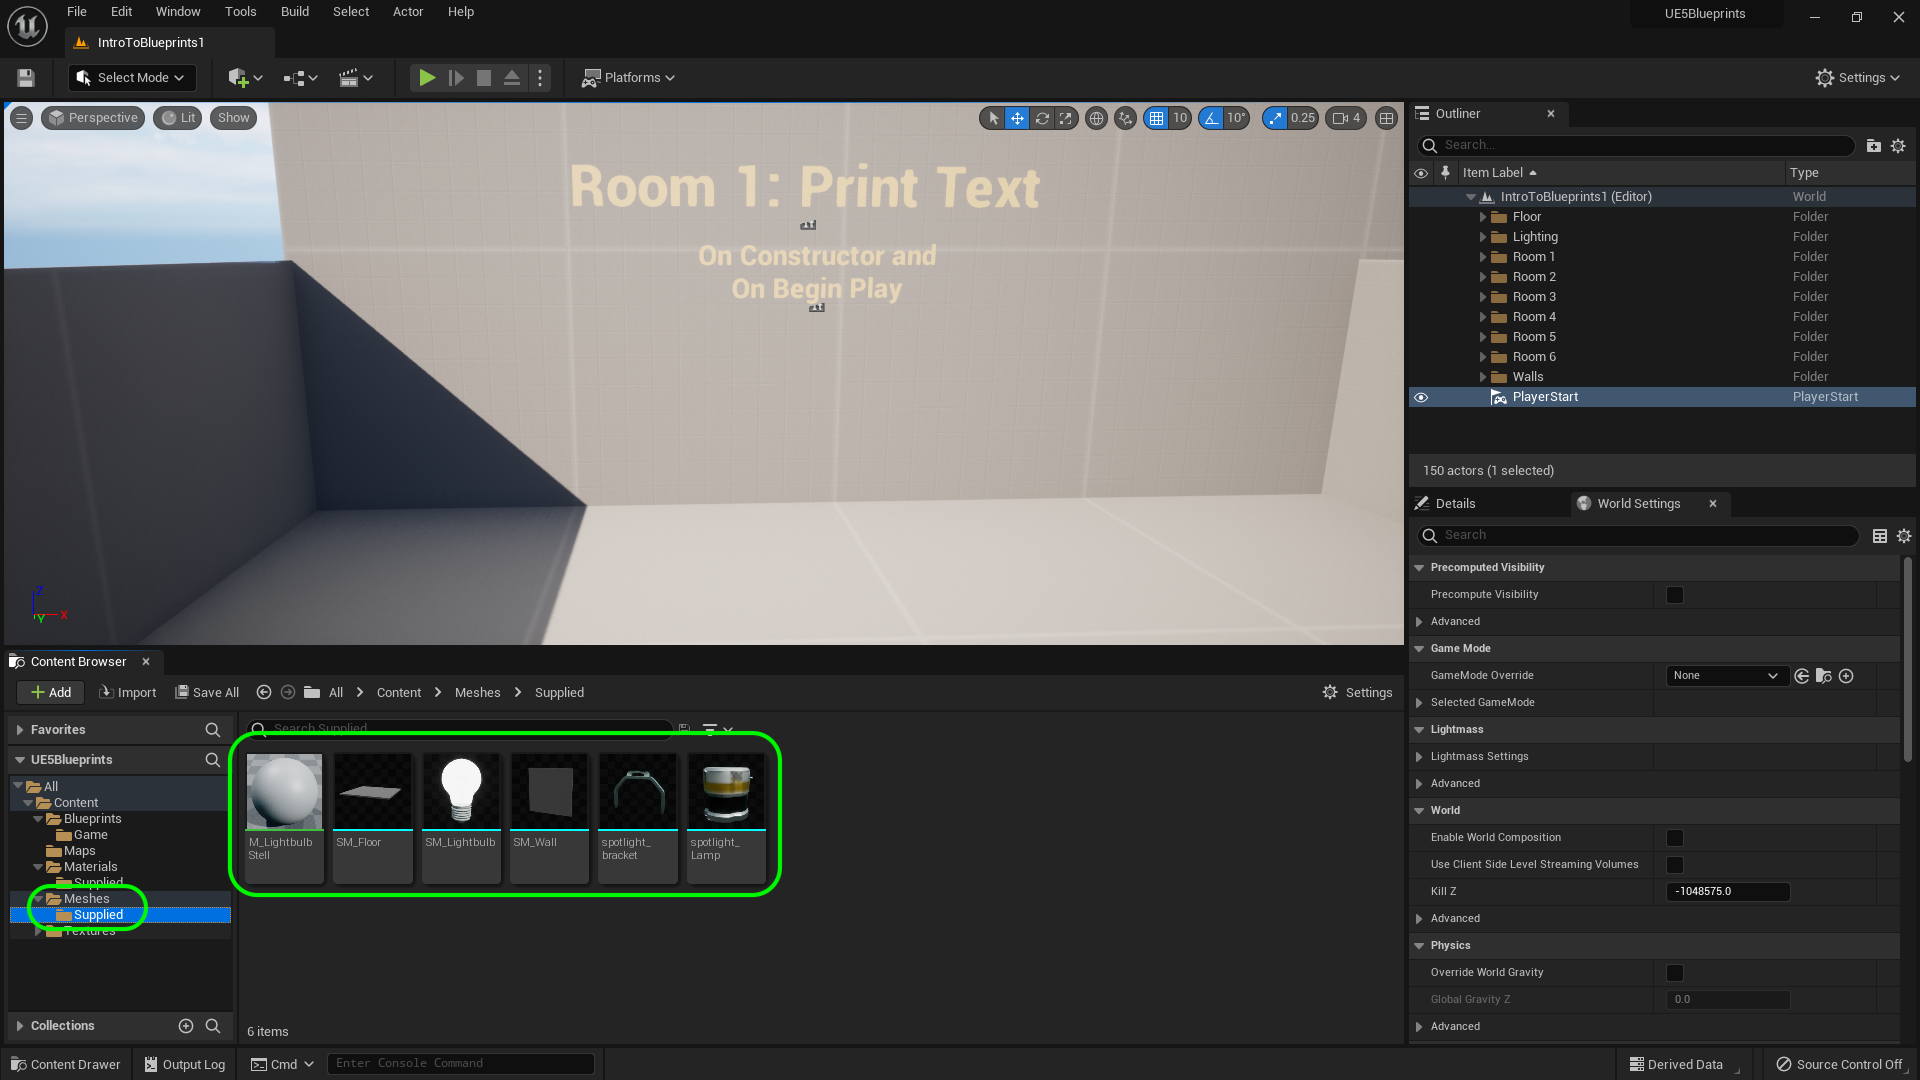 File Edit Window Tools Build Select Actor Help
UE5Blueprints
IntroToBlueprints1
Select Mode
Platforms
Settings
Perspective
Lit
Show
10
10°
0.25
4
Room 1: Print Text
On Constructor and
On Begin Play
Z
X
Y
Outliner
Search...
Item Label Type
IntroToBlueprints1 (Editor) World
Floor Folder
Lighting Folder
Room 1 Folder
Room 2 Folder
Room 3 Folder
Room 4 Folder
Room 5 Folder
Room 6 Folder
Walls Folder
PlayerStart PlayerStart
150 actors (1 selected)
Details
World Settings
Search
Precomputed Visibility
Precompute Visibility
Advanced
Game Mode
GameMode Override None
Selected GameMode
Lightmass
Lightmass Settings
Advanced
World
Enable World Composition
Use Client Side Level Streaming Volumes
Kill Z -1048575.0
Advanced
Physics
Override World Gravity
Global Gravity Z 0.0
Advanced
Content Browser
Add Import Save All All Content Meshes Supplied Settings
Favorites
Search Supplied
UE5Blueprints
All
Content
Blueprints
Game
Maps
Materials
Supplied
Meshes
Supplied
Textures
Collections
M_Lightbulb
Stell
SM_Floor
SM_Lightbulb
SM_Wall
spotlight_
bracket
spotlight_
Lamp
6 items
Content Drawer
Output Log
Cmd
Enter Console Command
Derived Data
Source Control Off